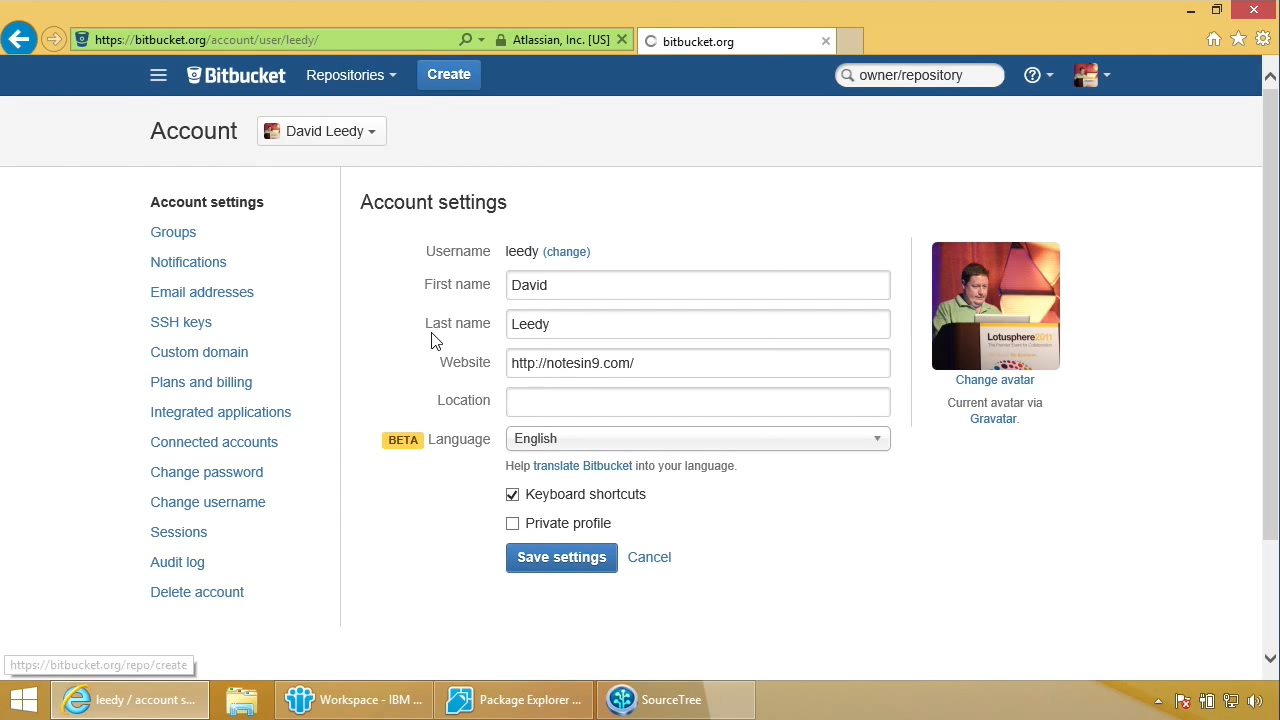 https://bitbucket.org/account/user/leedy/
Atlassian, Inc. [US]
bitbucket.org
Bitbucket
Repositories
Create
owner/repository
Account
David Leedy
Account settings
Groups
Notifications
Email addresses
SSH keys
Custom domain
Plans and billing
Integrated applications
Connected accounts
Change password
Change username
Sessions
Audit log
Delete account
Account settings
Username leedy (change)
First name David
Last name Leedy
Website http://notesin9.com/
Location
BETA Language English
Help translate Bitbucket into your language.
Keyboard shortcuts
Private profile
Save settings Cancel
Lotusphere2011
Change avatar
Current avatar via
Gravatar.
https://bitbucket.org/repo/create
leedy / account s...
Workspace - IBM ...
Package Explorer ...
SourceTree